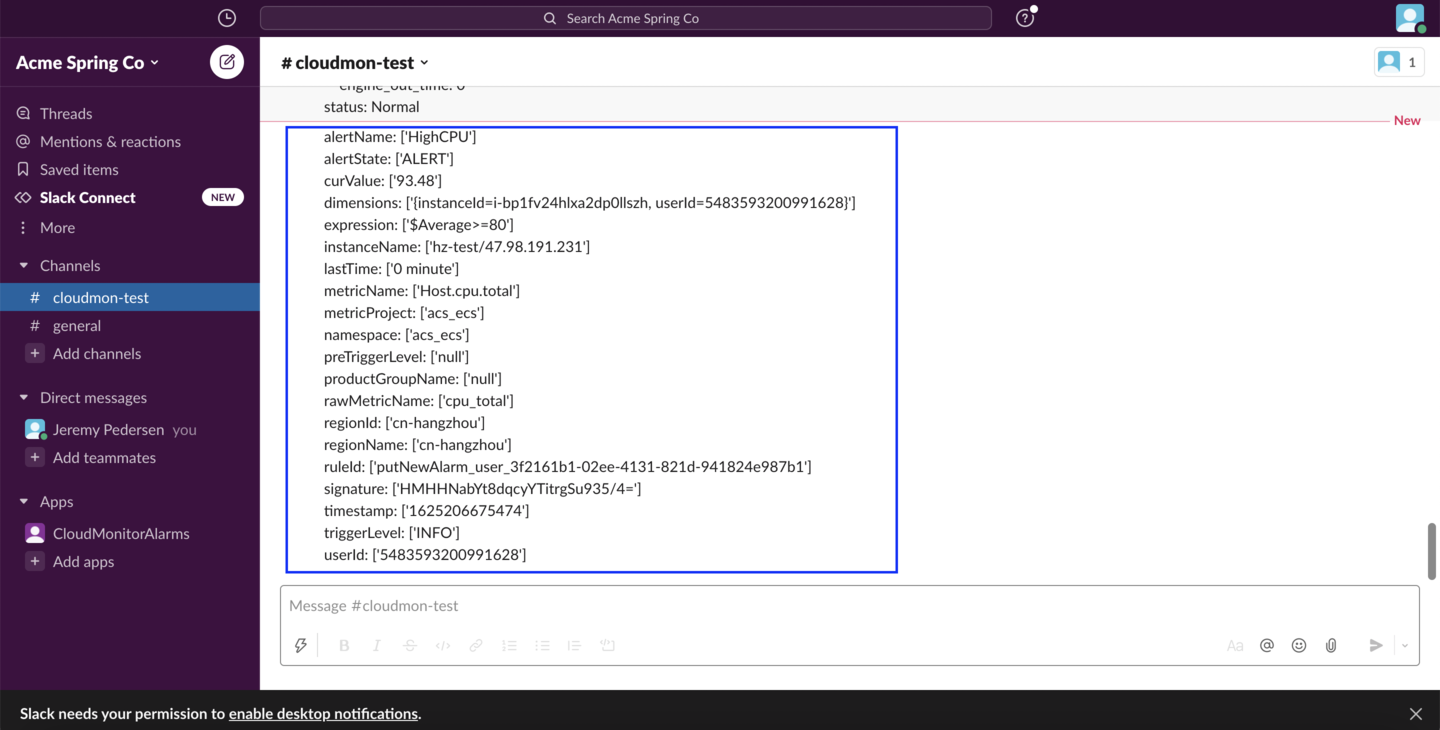 Search Acme Spring Co
Acme Spring Co
Threads
Mentions & reactions
Saved items
Slack Connect NEW
More
Channels
# cloudmon-test
# general
+ Add channels
Direct messages
Jeremy Pedersen you
+ Add teammates
Apps
CloudMonitorAlarms
+ Add apps
# cloudmon-test
1
engine_out_time: 0
status: Normal
New
alertName: ['HighCPU']
alertState: ['ALERT']
curValue: ['93.48']
dimensions: ['{instanceId=i-bp1fv24hlxa2dp0llszh, userId=5483593200991628}']
expression: ['$Average>=80']
instanceName: ['hz-test/47.98.191.231']
lastTime: ['0 minute']
metricName: ['Host.cpu.total']
metricProject: ['acs_ecs']
namespace: ['acs_ecs']
preTriggerLevel: ['null']
productGroupName: ['null']
rawMetricName: ['cpu_total']
regionId: ['cn-hangzhou']
regionName: ['cn-hangzhou']
ruleId: ['putNewAlarm_user_3f2161b1-02ee-4131-821d-941824e987b1']
signature: ['HMHHNabYt8dqcyYTitrgSu935/4=']
timestamp: ['1625206675474']
triggerLevel: ['INFO']
userId: ['5483593200991628']
Message #cloudmon-test
Aa
Slack needs your permission to enable desktop notifications.